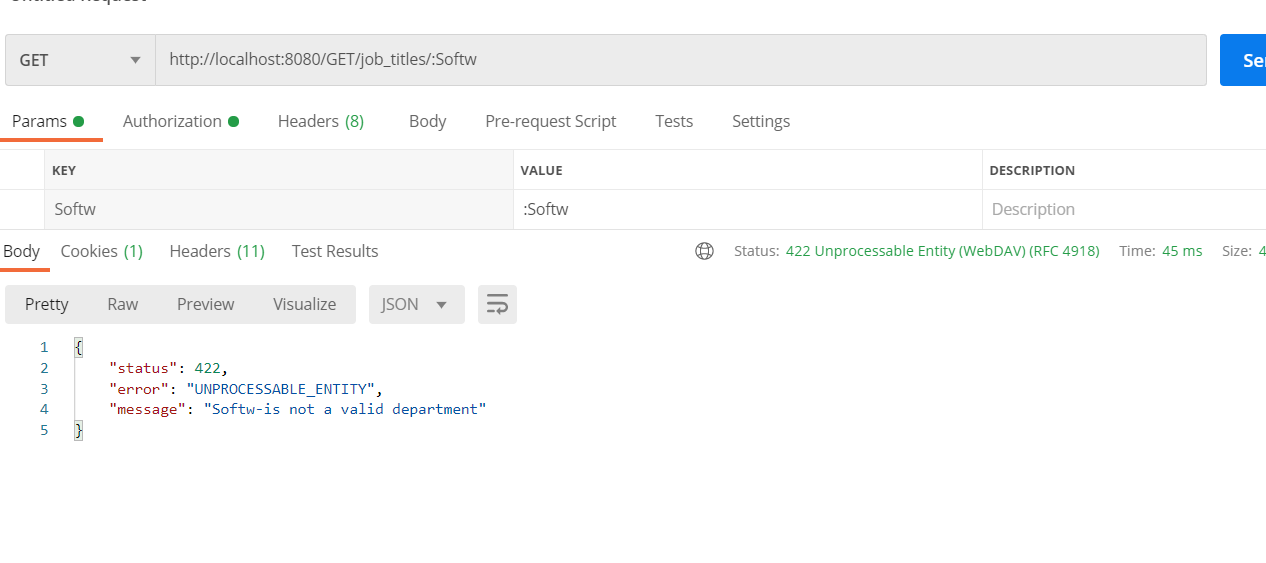 GET http://localhost:8080/GET/job_titles/:Softw
Params Authorization Headers (8) Body Pre-request Script Tests Settings
KEY VALUE DESCRIPTION
Softw :Softw Description
Body Cookies (1) Headers (11) Test Results Status: 422 Unprocessable Entity (WebDAV) (RFC 4918) Time: 45 ms Size:
Pretty Raw Preview Visualize JSON
1 {
2 "status": 422,
3 "error": "UNPROCESSABLE_ENTITY",
4 "message": "Softw-is not a valid department"
5 }